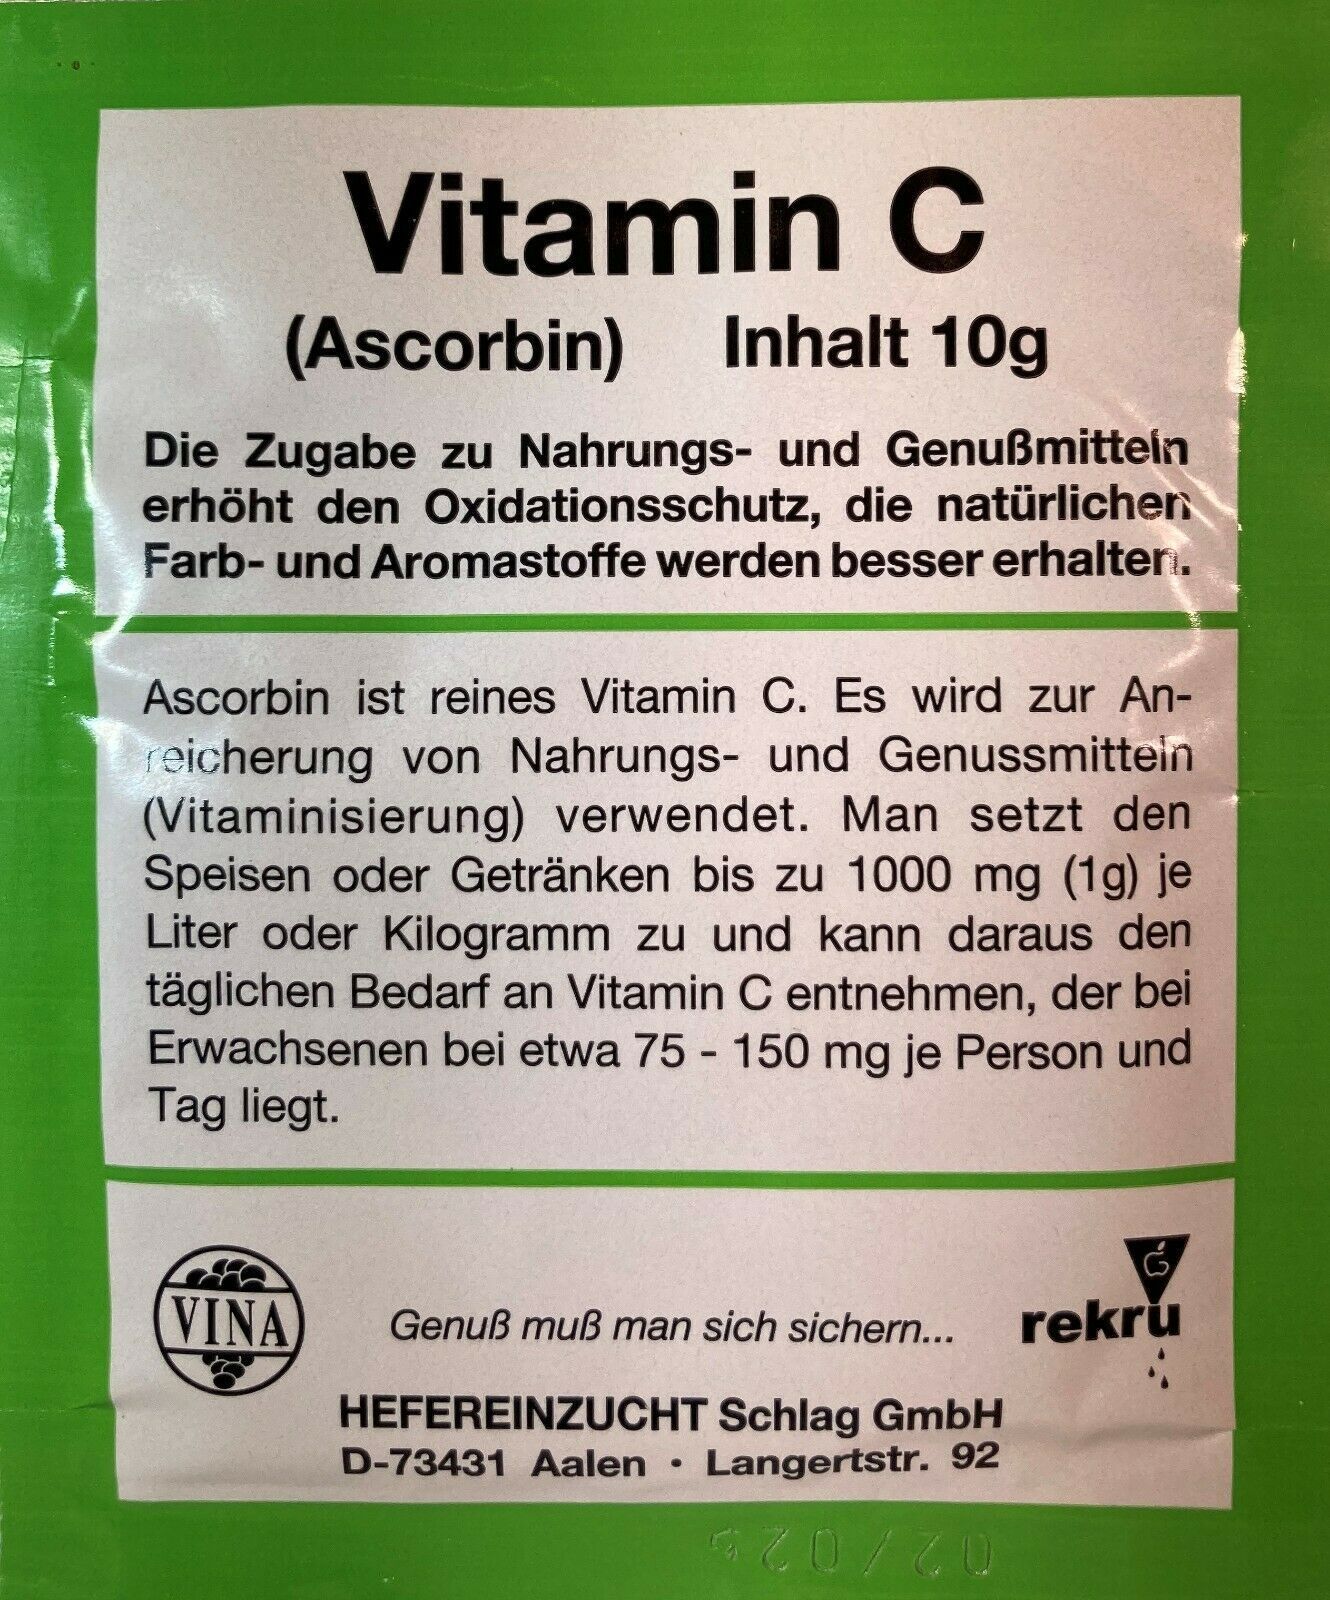 Vitamin C
(Ascorbin) Inhalt 10g
Die Zugabe zu Nahrungs- und Genußmitteln
erhöht den Oxidationsschutz, die natürlichen
Farb- und Aromastoffe werden besser erhalten.
Ascorbin ist reines Vitamin C. Es wird zur An-
reicherung von Nahrungs- und Genussmitteln
(Vitaminisierung) verwendet. Man setzt den
Speisen oder Getränken bis zu 1000 mg (1g) je
Liter oder Kilogramm zu und kann daraus den
täglichen Bedarf an Vitamin C entnehmen, der bei
Erwachsenen bei etwa 75 - 150 mg je Person und
Tag liegt.
VINA
Genuß muß man sich sichern...
rekru
HEFEREINZUCHT Schlag GmbH
D-73431 Aalen • Langertstr. 92